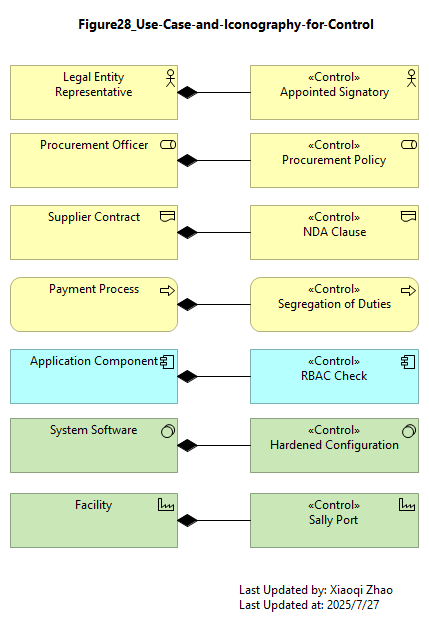 Figure28_Use-Case-and-Iconography-for-Control
Legal Entity
Representative
«Control»
Appointed Signatory
Procurement Officer
«Control»
Procurement Policy
Supplier Contract
«Control»
NDA Clause
Payment Process
«Control»
Segregation of Duties
Application Component
«Control»
RBAC Check
System Software
«Control»
Hardened Configuration
Facility
«Control»
Sally Port
Last Updated by: Xiaoqi Zhao
Last Updated at: 2025/7/27